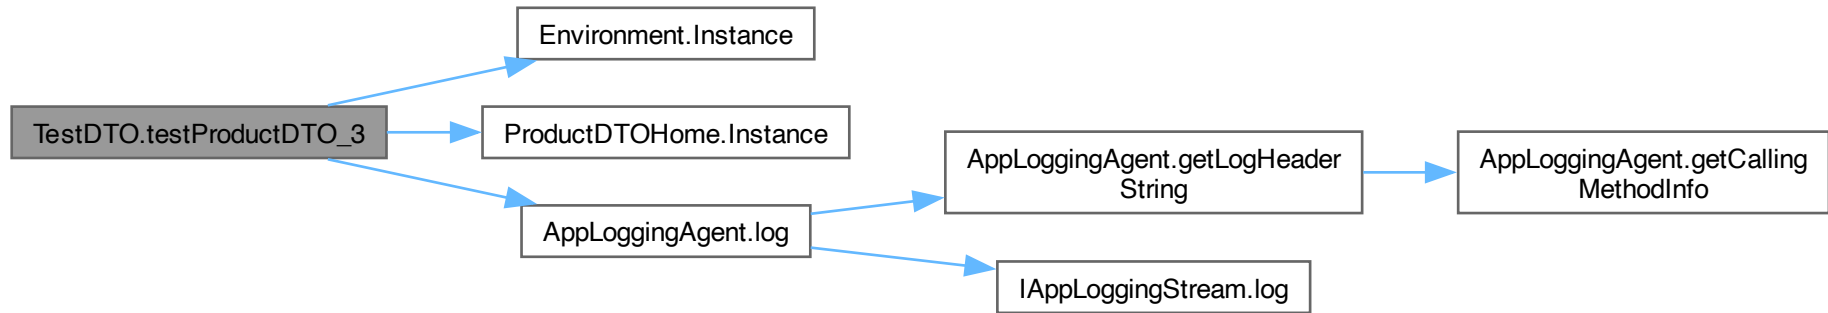 Environment.Instance
TestDTO.testProductDTO_3
ProductDTOHome.Instance
AppLoggingAgent.log
AppLoggingAgent.getLogHeader
String
AppLoggingAgent.getCalling
MethodInfo
IAppLoggingStream.log